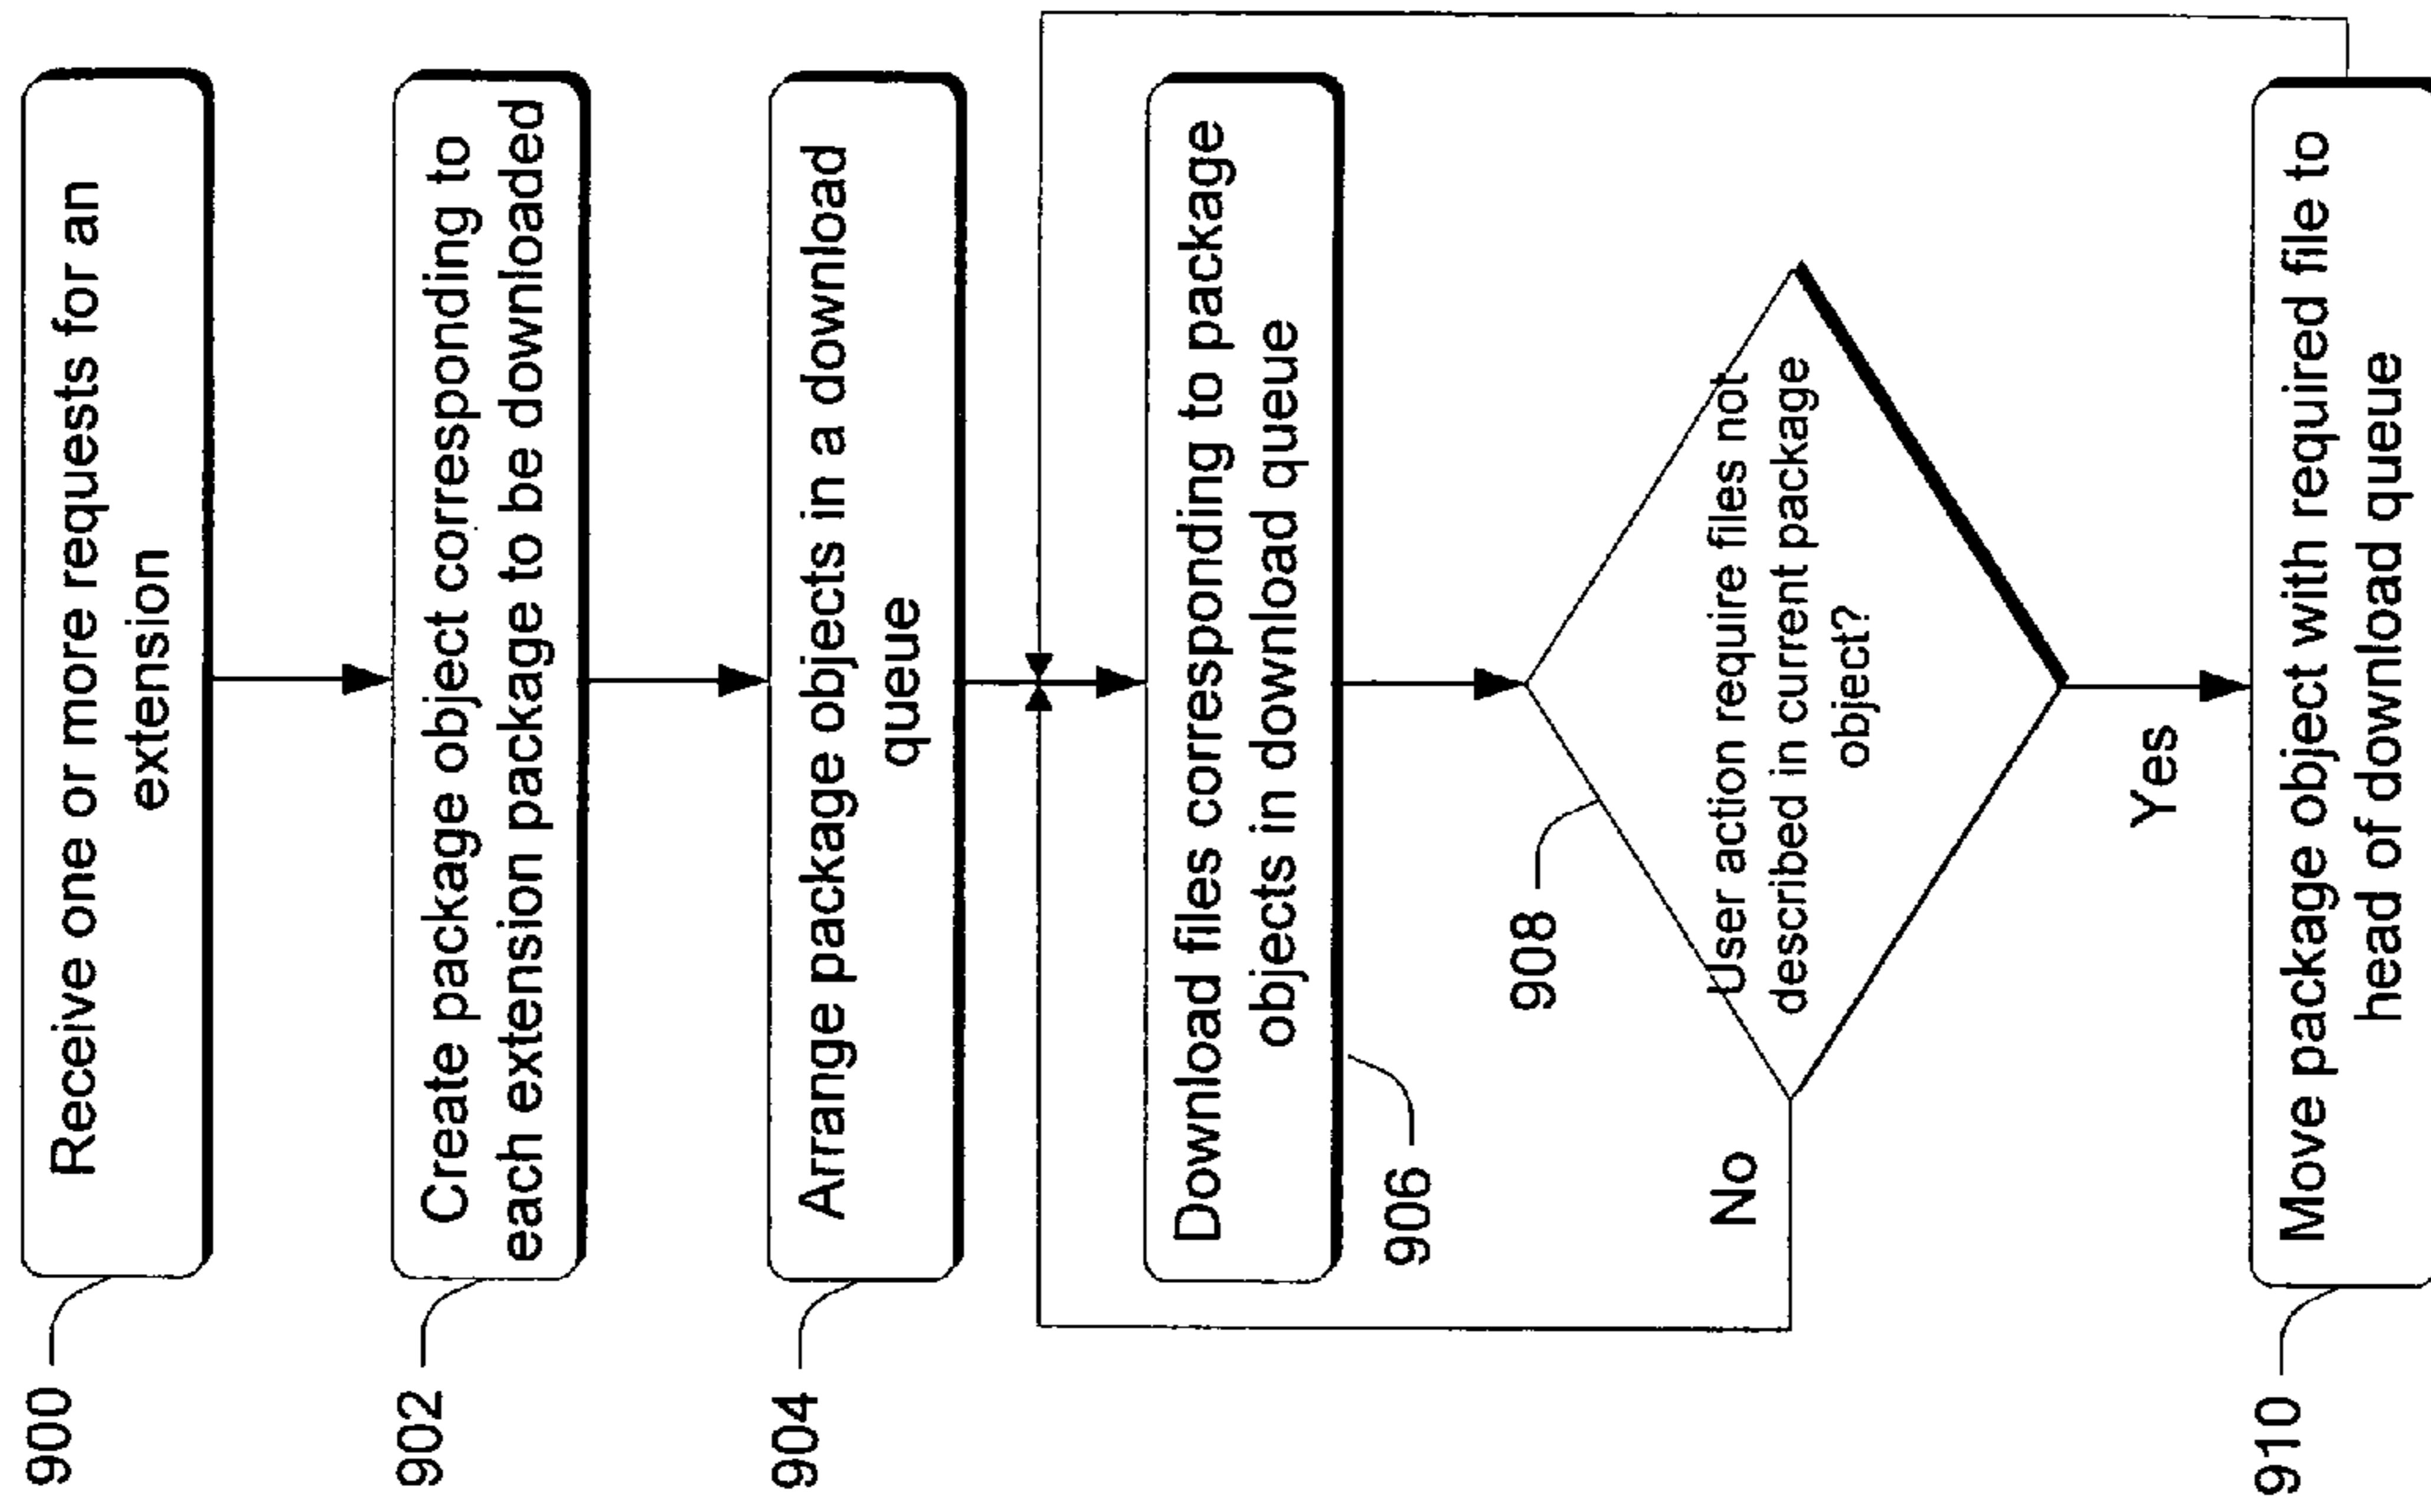 900
Receive one or more requests for an
extension
902
Create package object corresponding to
each extension package to be downloaded
904
Arrange package objects in a download
queue
Download files corresponding to package
objects in download queue
906
908
User action require files not
described in current package
object?
No
Yes
910
Move package object with required file to
head of download queue